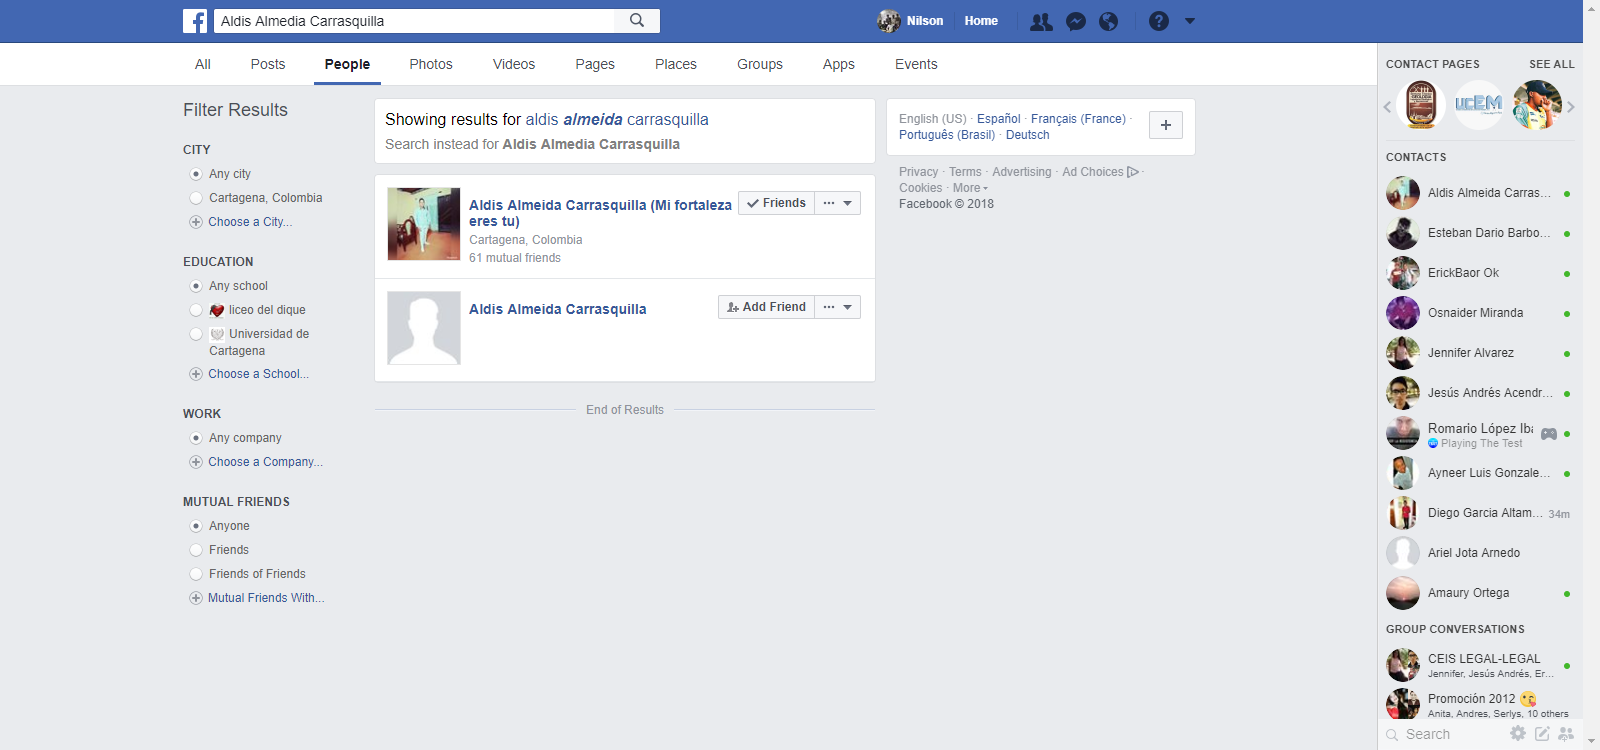 Aldis Almedia Carrasquilla
Nilson
Home
All
Posts
People
Photos
Videos
Pages
Places
Groups
Apps
Events
Filter Results
CITY
Any city
Cartagena, Colombia
Choose a City...
EDUCATION
Any school
liceo del dique
Universidad de
Cartagena
Choose a School...
WORK
Any company
Choose a Company...
MUTUAL FRIENDS
Anyone
Friends
Friends of Friends
Mutual Friends With...
Showing results for aldis almeida carrasquilla
Search instead for Aldis Almedia Carrasquilla
Aldis Almeida Carrasquilla (Mi fortaleza
eres tu)
Cartagena, Colombia
61 mutual friends
Friends
Aldis Almeida Carrasquilla
Add Friend
End of Results
English (US) · Español · Français (France) ·
Português (Brasil) · Deutsch
Privacy · Terms · Advertising · Ad Choices ·
Cookies · More
Facebook © 2018
CONTACT PAGES
SEE ALL
UCEM
CONTACTS
Aldis Almeida Carras...
Esteban Dario Barbo...
ErickBaor Ok
Osnaider Miranda
Jennifer Alvarez
Jesús Andrés Acendr...
Romario López Iba
Playing The Test
Ayneer Luis Gonzale...
Diego Garcia Altam... 34m
Ariel Jota Arnedo
Amaury Ortega
GROUP CONVERSATIONS
CEIS LEGAL-LEGAL
Jennifer, Jesús Andrés, Er...
Promoción 2012 😘
Anita, Andres, Serlys, 10 others
Search